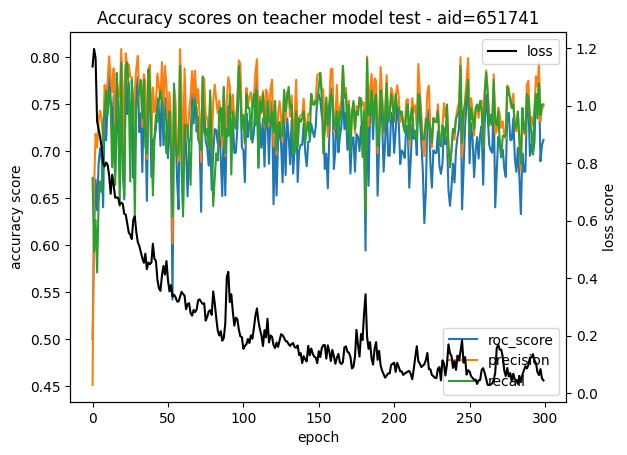 Accuracy scores on teacher model test - aid=651741
loss
0.80
0.75
0.70
0.65
0.60
0.55
0.50
0.45
accuracy score
1.2
1.0
0.8
0.6
0.4
0.2
0.0
loss score
roc_score
precision
recall
0
50
100
150
200
250
300
epoch